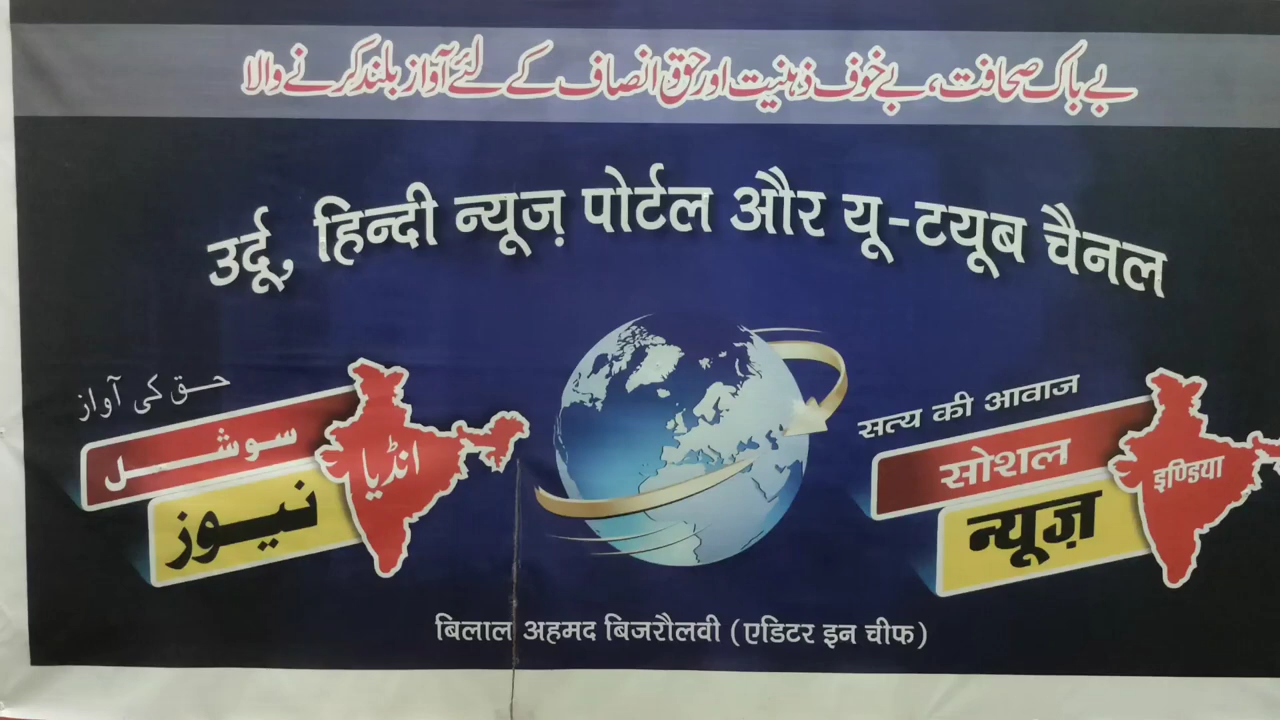 بے باک صحافت، بے خوف ذہنیت اور حق انصاف کے لئے آواز بلند کرنے والا
उर्दू, हिन्दी न्यूज़ पोर्टल और यू-टयूब चैनल
حق کی آواز
سوشل
نیوز
انڈیا
सत्य की आवाज
सोशल
न्यूज़
इण्डिया
बिलाल अहमद बिजरौलवी (एडिटर इन चीफ)